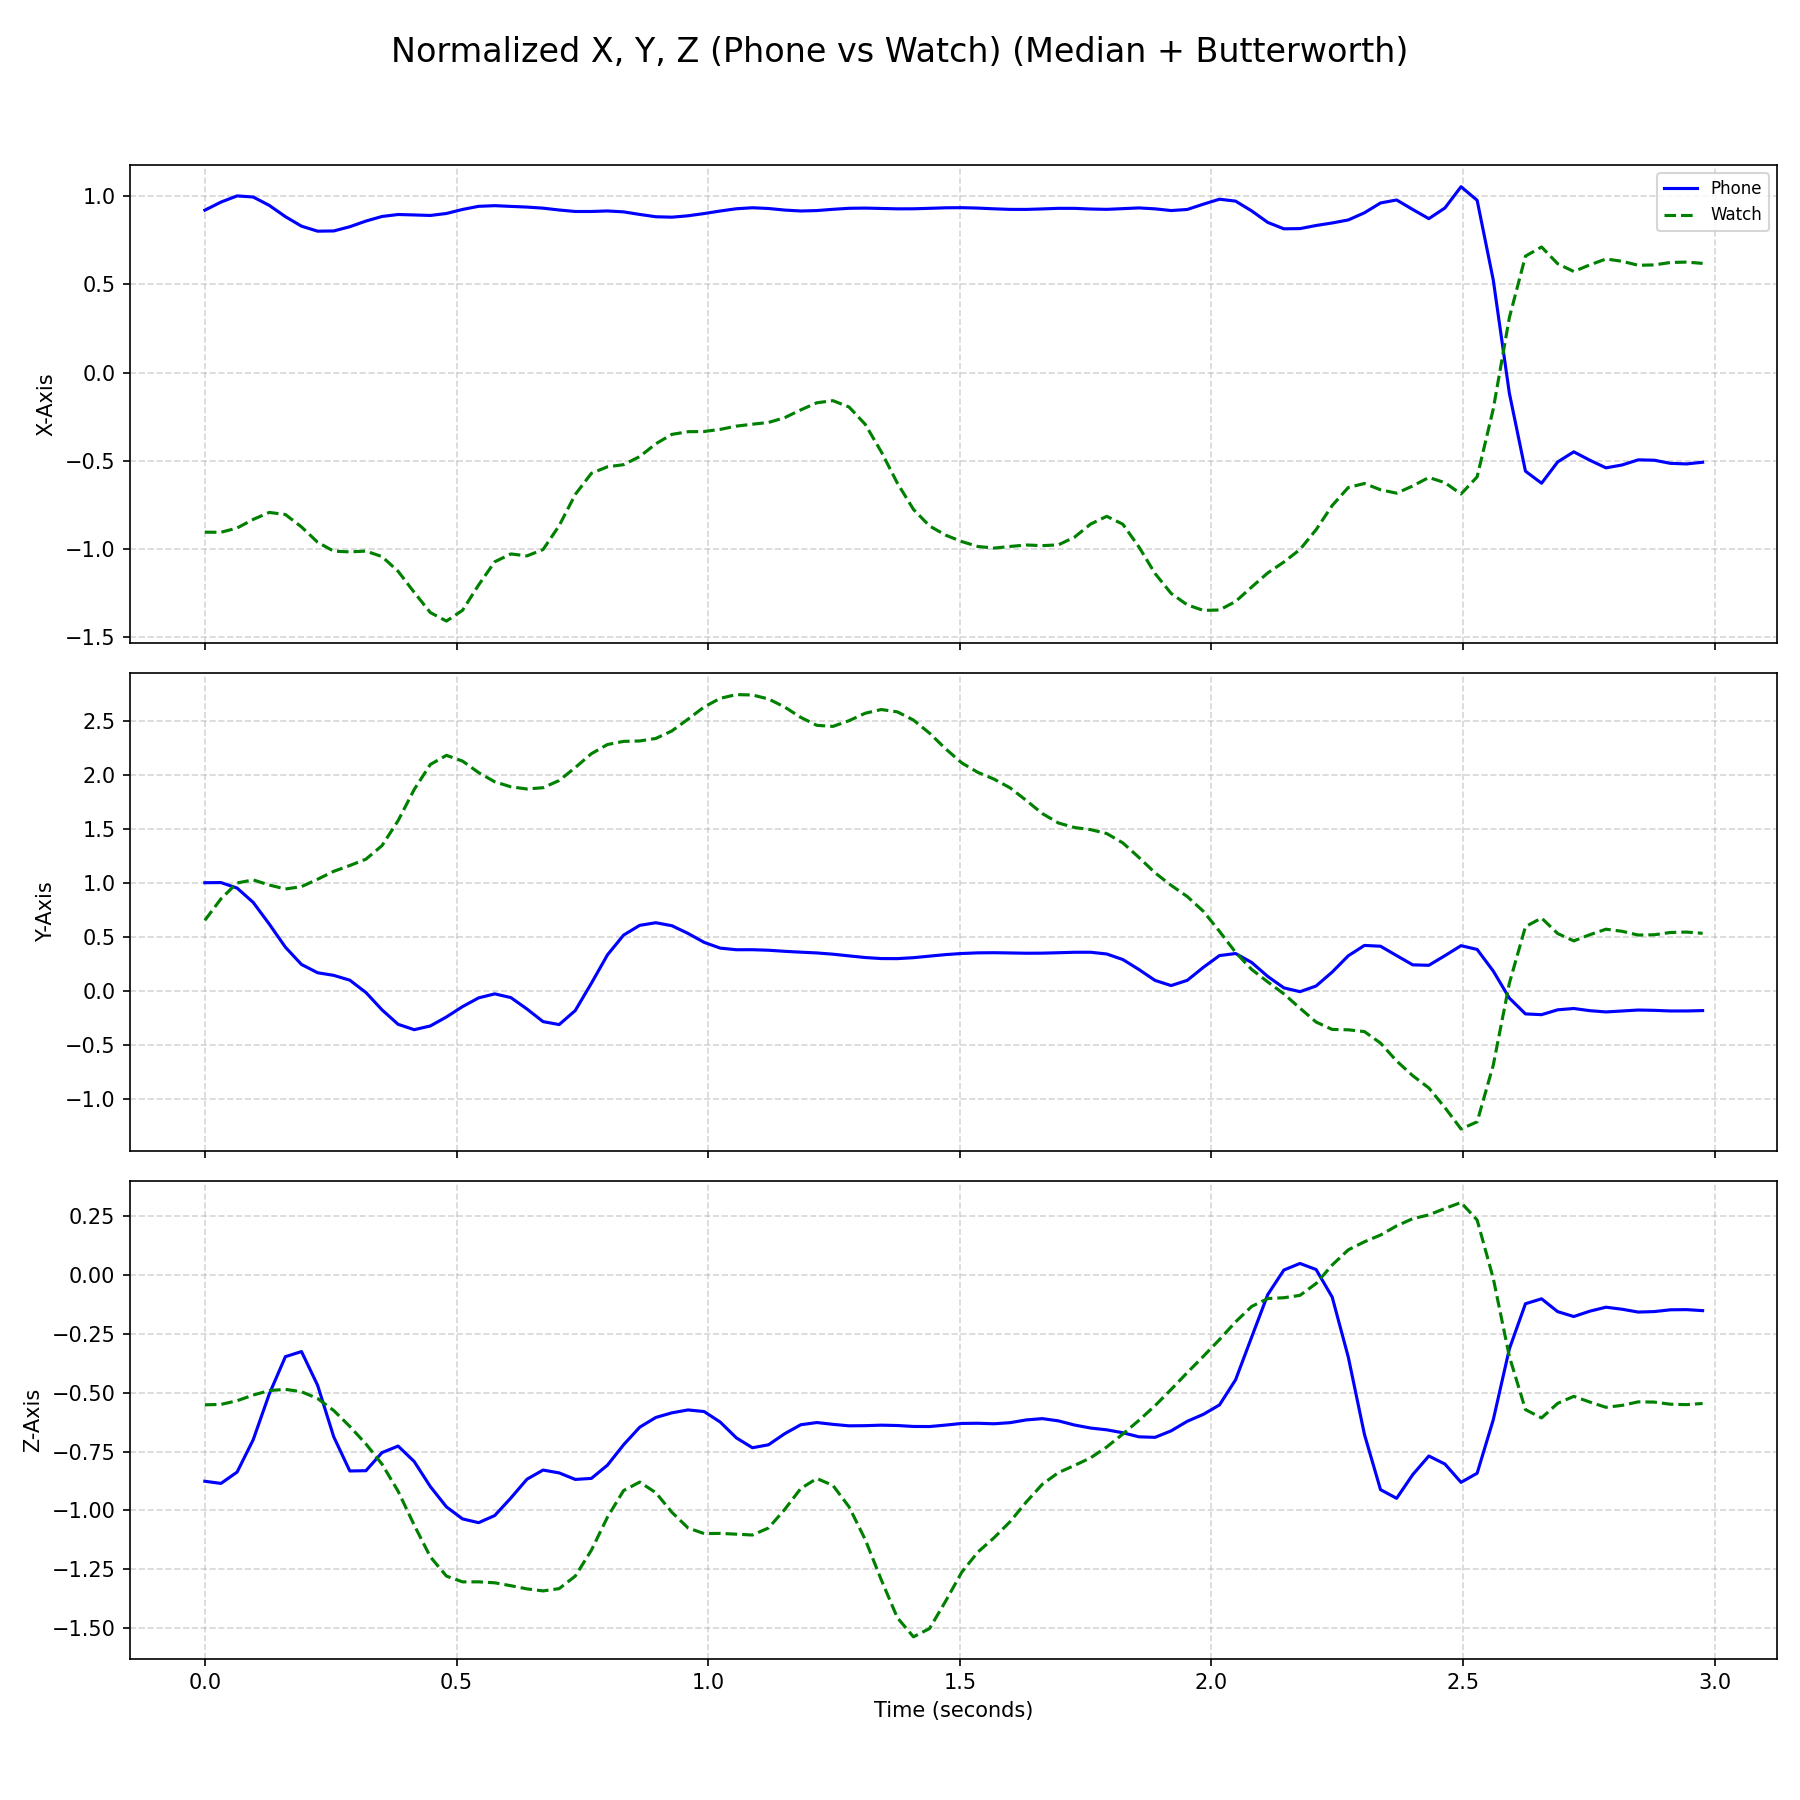 Normalized X, Y, Z (Phone vs Watch) (Median + Butterworth)
Phone
Watch
X-Axis
1.0
0.5
0.0
−0.5
−1.0
−1.5
Y-Axis
2.5
2.0
1.5
1.0
0.5
0.0
−0.5
−1.0
Z-Axis
0.25
0.00
−0.25
−0.50
−0.75
−1.00
−1.25
−1.50
0.0 0.5 1.0 1.5 2.0 2.5 3.0
Time (seconds)